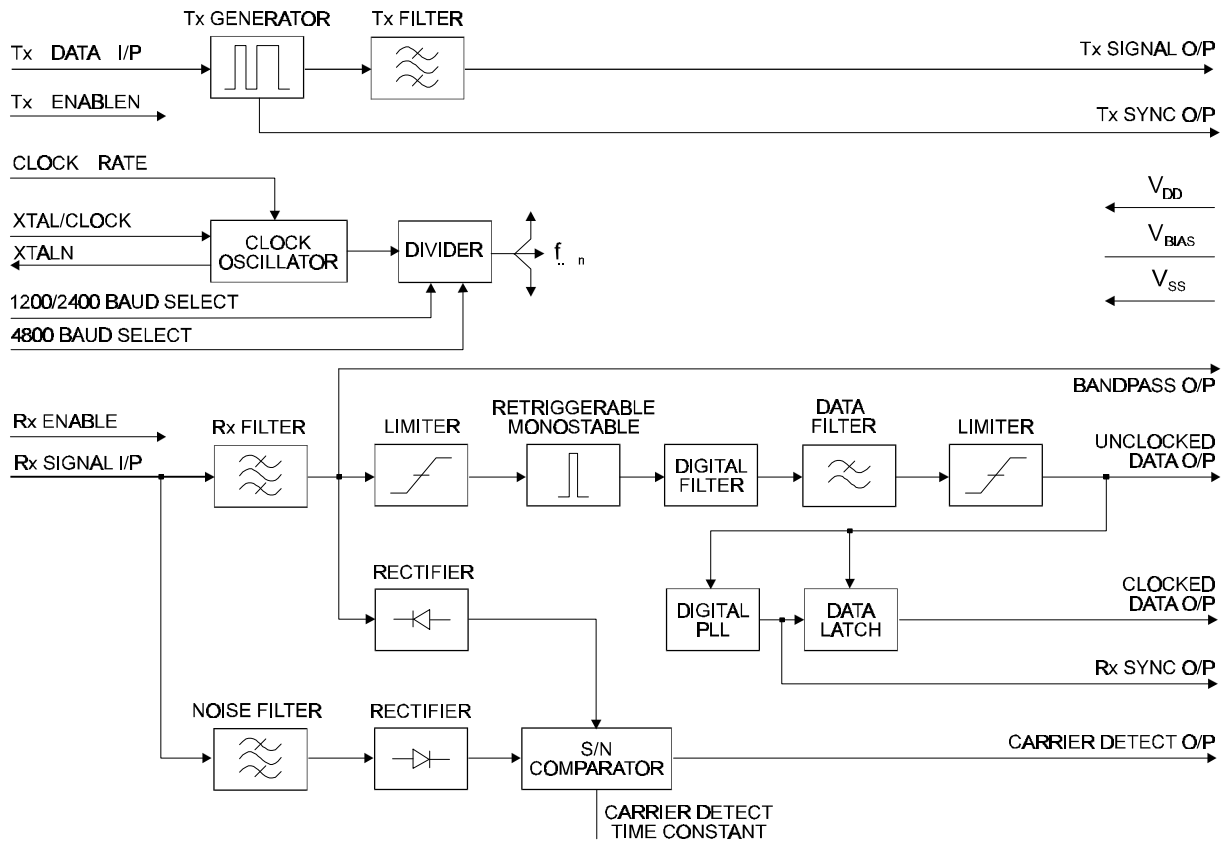 Tx GENERATOR
Tx FILTER
Tx DATA I/P
Tx SIGNAL O/P
Tx ENABLEN
Tx SYNC O/P
CLOCK RATE
VDD
XTAL/CLOCK
CLOCK
OSCILLATOR
DIVIDER
f.. n
VBIAS
XTALN
VSS
1200/2400 BAUD SELECT
4800 BAUD SELECT
BANDPASS O/P
Rx ENABLE
Rx FILTER
LIMITER
RETRIGGERABLE
MONOSTABLE
DATA
FILTER
LIMITER
UNCLOCKED
DATA O/P
Rx SIGNAL I/P
DIGITAL
FILTER
RECTIFIER
DIGITAL
PLL
DATA
LATCH
CLOCKED
DATA O/P
Rx SYNC O/P
NOISE FILTER
RECTIFIER
S/N
COMPARATOR
CARRIER DETECT O/P
CARRIER DETECT
TIME CONSTANT